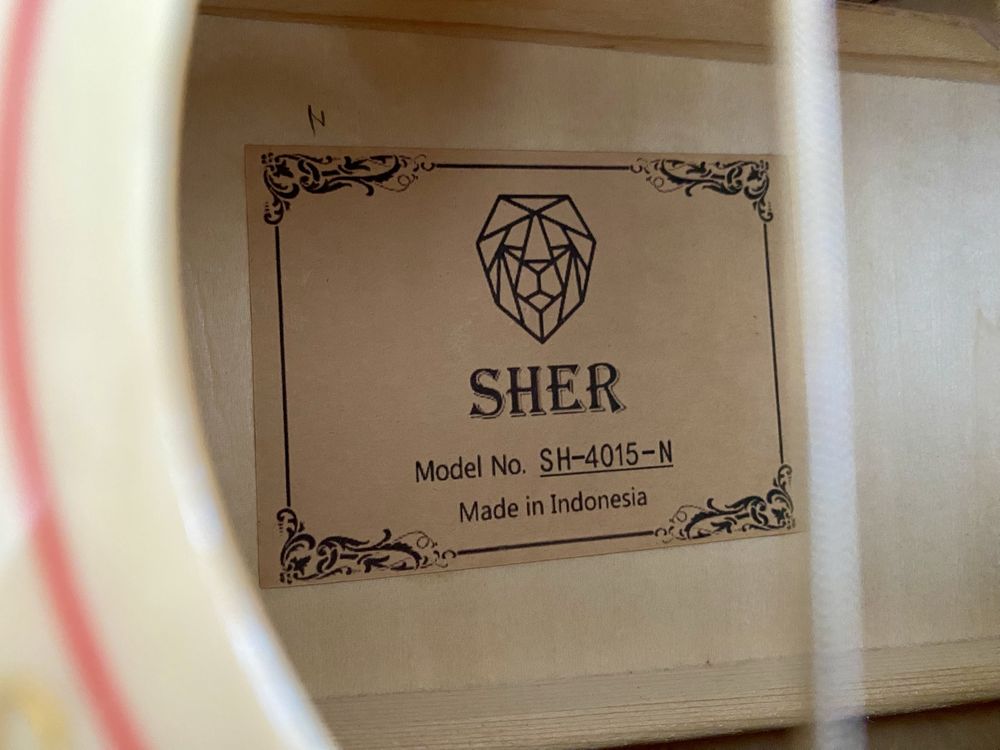 N
SHER
Model No. SH-4015-N
Made in Indonesia